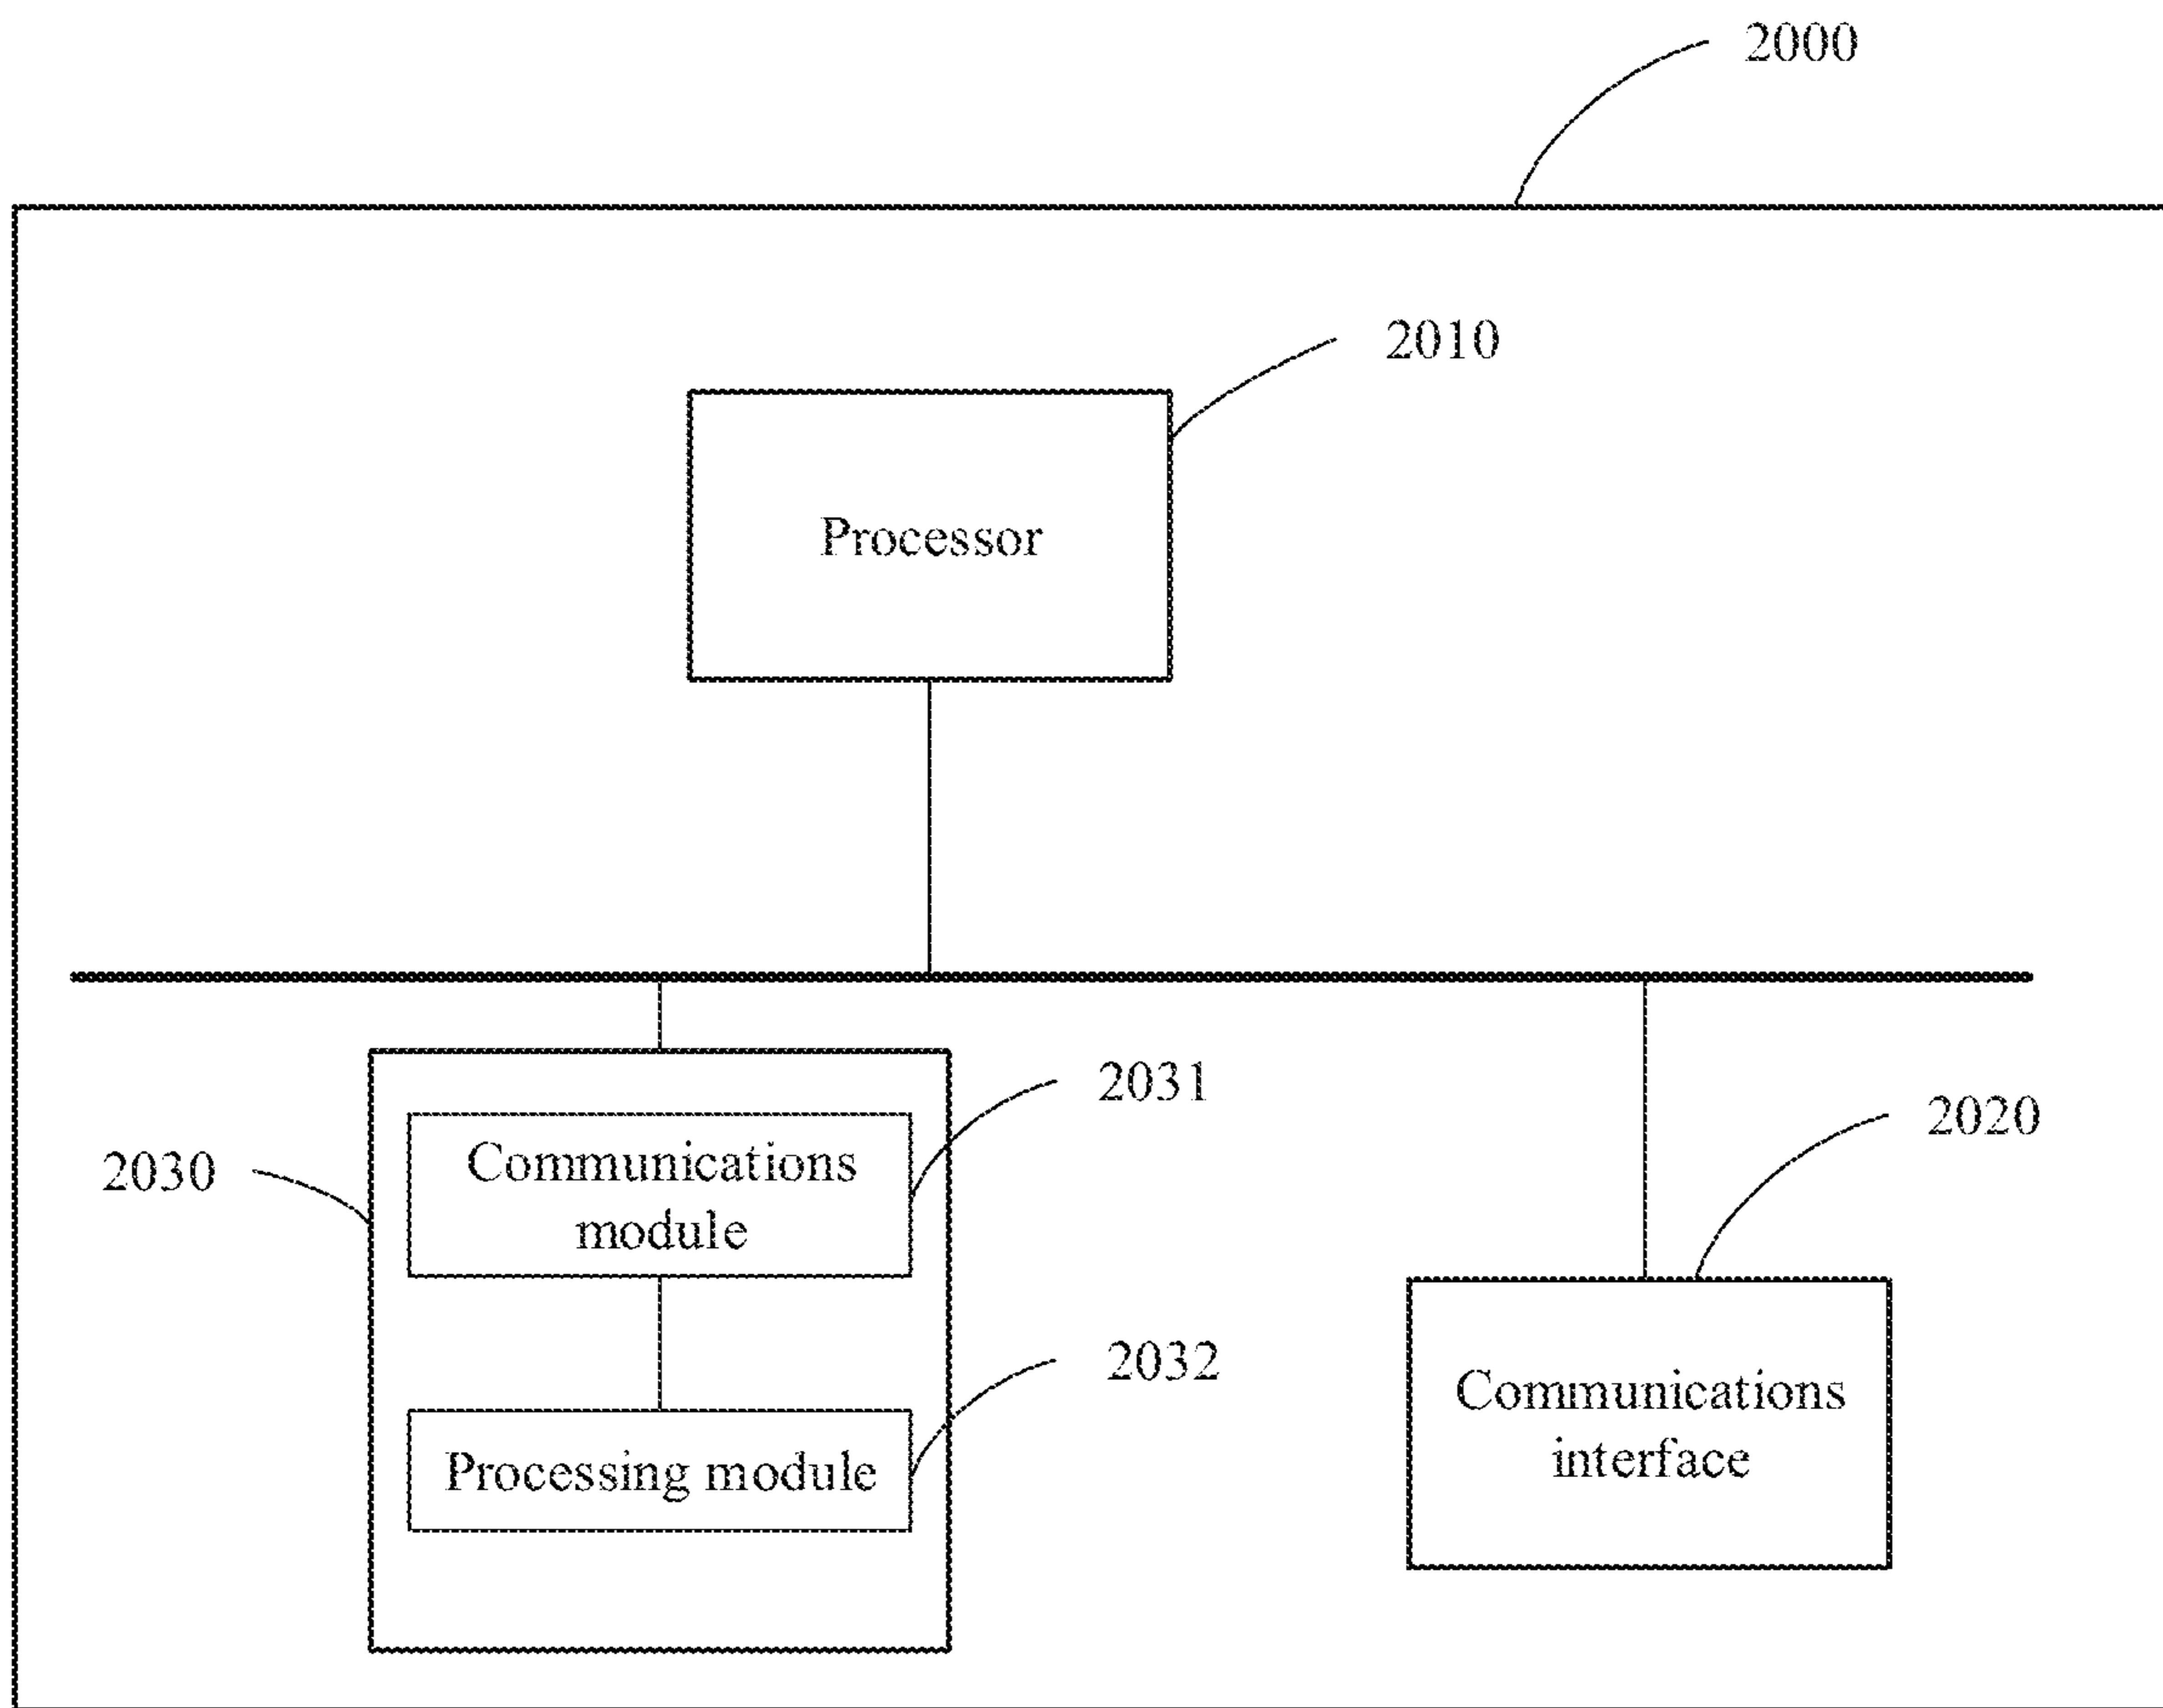 2000
2010
Processor
2031
Communications
module
2030
2020
2032
Communications
interface
Processing module